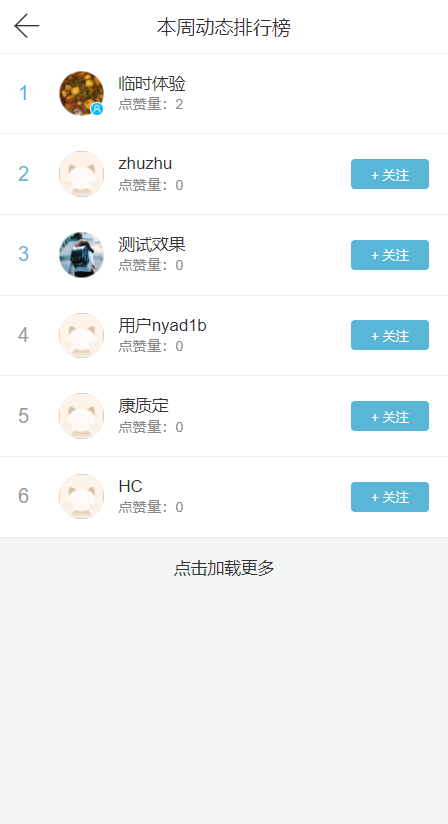 本周动态排行榜
1
临时体验
点赞量：2
2
zhuzhu
点赞量：0
+ 关注
3
测试效果
点赞量：0
+ 关注
4
用户nyad1b
点赞量：0
+ 关注
5
康质定
点赞量：0
+ 关注
6
HC
点赞量：0
+ 关注
点击加载更多